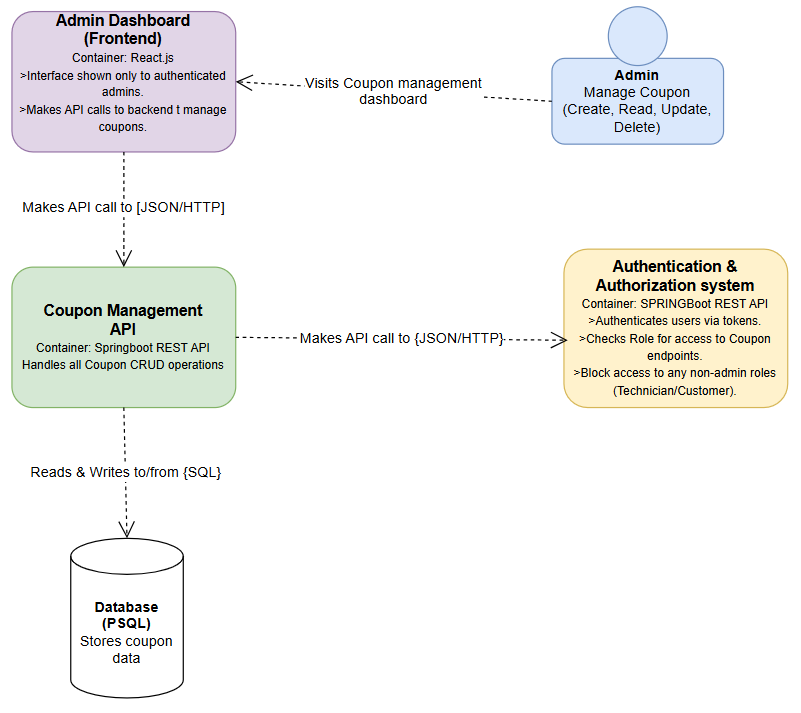 Admin Dashboard
(Frontend)
Container: React.js
>Interface shown only to authenticated
admins.
>Makes API calls to backend t manage
coupons.
Visits Coupon management
dashboard
Admin
Manage Coupon
(Create, Read, Update,
Delete)
Makes API call to [JSON/HTTP]
Coupon Management
API
Container: Springboot REST API
Handles all Coupon CRUD operations
Makes API call to {JSON/HTTP}
Authentication &
Authorization system
Container: SPRINGBoot REST API
>Authenticates users via tokens.
>Checks Role for access to Coupon
endpoints.
>Block access to any non-admin roles
(Technician/Customer).
Reads & Writes to/from {SQL}
Database
(PSQL)
Stores coupon
data